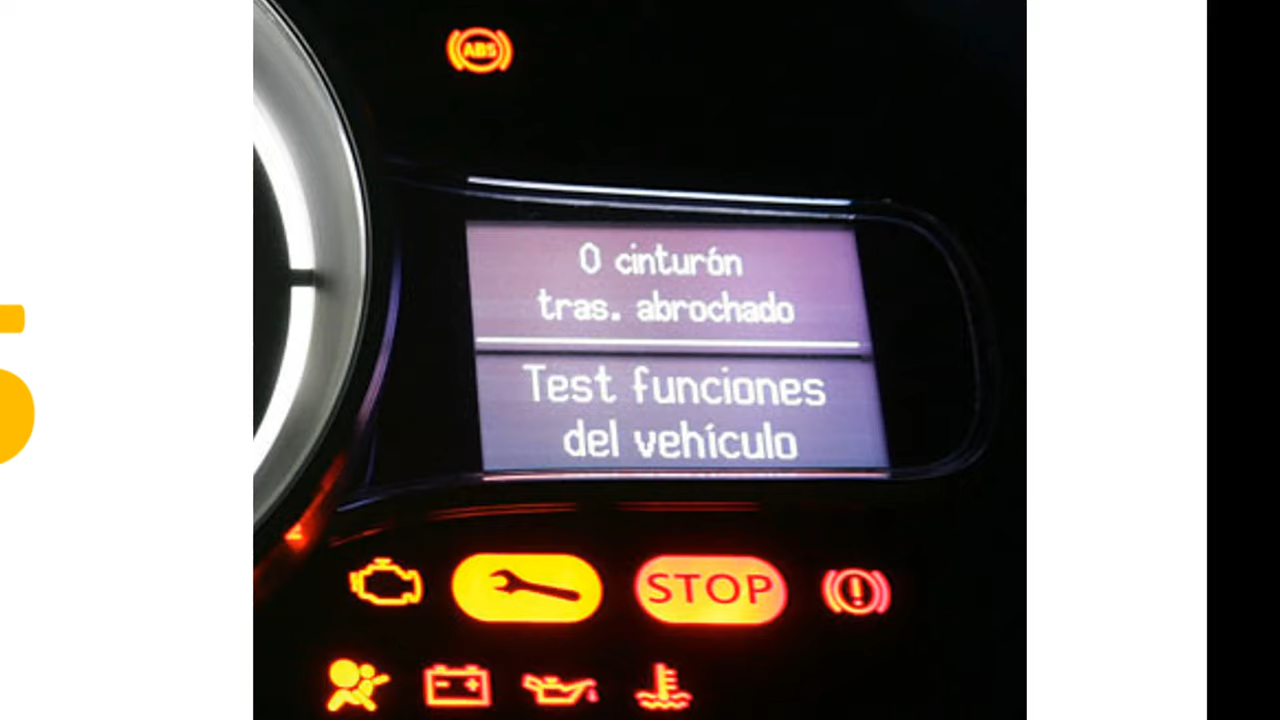 ABS
0 cinturón
tras. abrochado
Test funciones
del vehículo
STOP